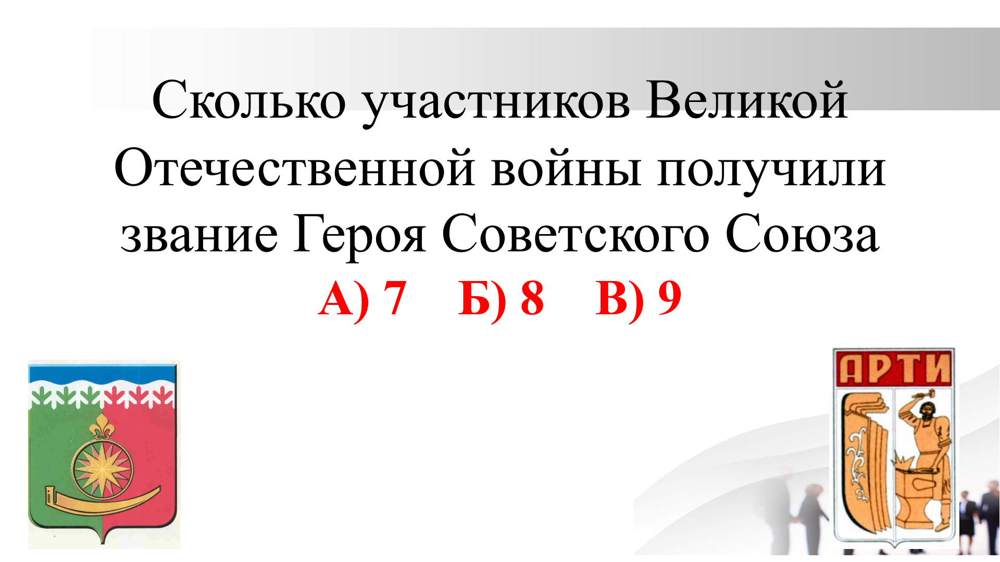 Сколько участников Великой
Отечественной войны получили
звание Героя Советского Союза
А) 7 Б) 8 В) 9
АРТИ